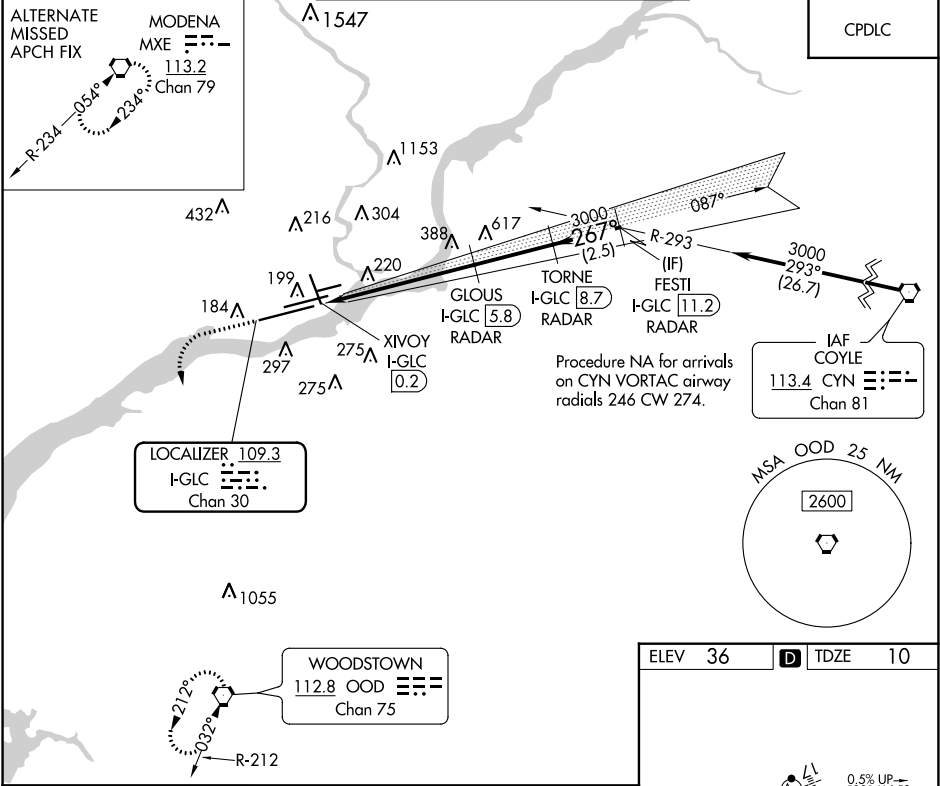 ALTERNATE
MISSED
APCH FIX
MODENA
MXE
113.2
Chan 79
054°
234°
R-234
1547
CPDLC
1153
432
216
304
388
617
3000
267°
(2.5)
087°
R-293
(IF)
FESTI
I-GLC 11.2
RADAR
3000
293°
(26.7)
199
220
184
GLOUS
I-GLC 5.8
RADAR
TORNE
I-GLC 8.7
RADAR
XIVOY
I-GLC
0.2
297
275
275
Procedure NA for arrivals
on CYN VORTAC airway
radials 246 CW 274.
IAF
COYLE
113.4 CYN
Chan 81
LOCALIZER 109.3
I-GLC
Chan 30
MSA OOD 25 NM
2600
1055
WOODSTOWN
112.8 OOD
Chan 75
212°
032°
R-212
ELEV 36 D TDZE 10
17
0.5% UP